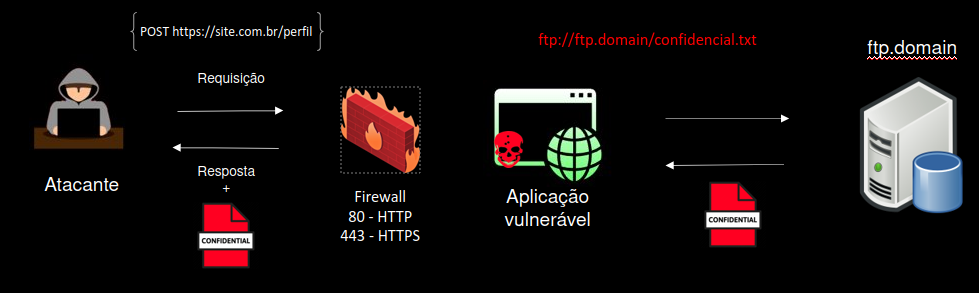 POST https://site.com.br/perfil
ftp://ftp.domain/confidencial.txt
ftp.domain
Requisição
Atacante
Resposta
+
CONFIDENTIAL
Firewall
80 - HTTP
443 - HTTPS
Aplicação
vulnerável
CONFIDENTIAL